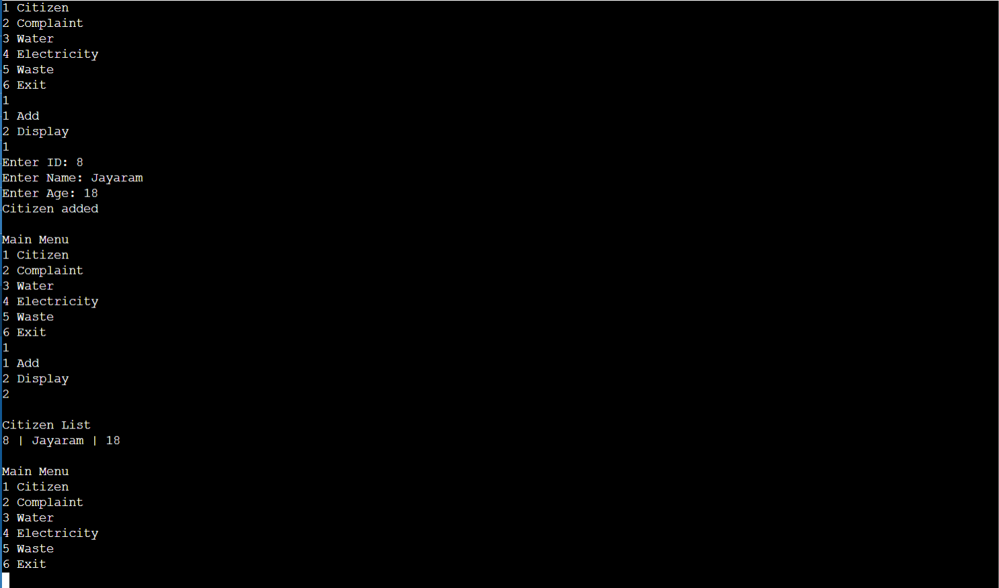 1 Citizen
2 Complaint
3 Water
4 Electricity
5 Waste
6 Exit
1
1 Add
2 Display
1
Enter ID: 8
Enter Name: Jayaram
Enter Age: 18
Citizen added
Main Menu
1 Citizen
2 Complaint
3 Water
4 Electricity
5 Waste
6 Exit
1
1 Add
2 Display
2
Citizen List
8 | Jayaram | 18
Main Menu
1 Citizen
2 Complaint
3 Water
4 Electricity
5 Waste
6 Exit